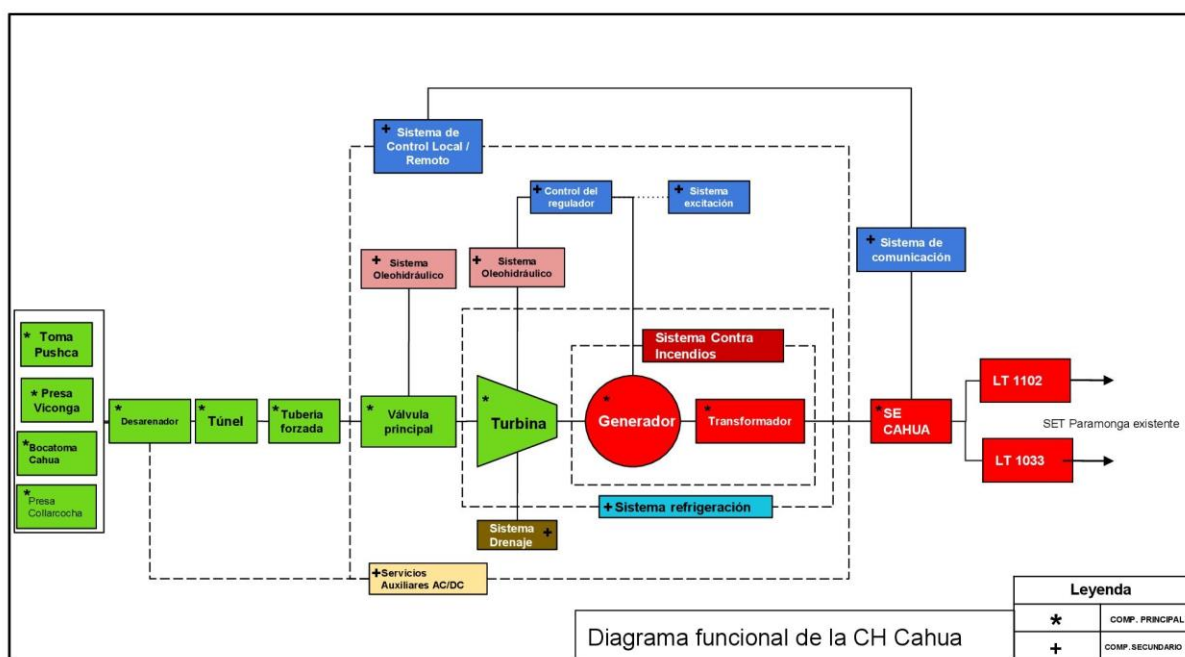 + Sistema de
Control Local /
Remoto
+ Control del
regulador
+ Sistema
excitación
+ Sistema
Oleohidráulico
+ Sistema
Oleohidráulico
+ Sistema de
comunicación
* Toma
Pushca
* Presa
Viconga
* Bocatoma
Cahua
* Presa
Collarcocha
* Desarenador
* Túnel
* Tuberia
forzada
* Válvula
principal
* Turbina
Sistema Contra
Incendios
* Generador
* Transformador
* SE
CAHUA
LT 1102
SET Paramonga existente
LT 1033
+ Sistema refrigeración
Sistema +
Drenaje
+ Servicios
Auxiliares AC/DC
Diagrama funcional de la CH Cahua
Leyenda
* COMP. PRINCIPAL
+ COMP. SECUNDARIO